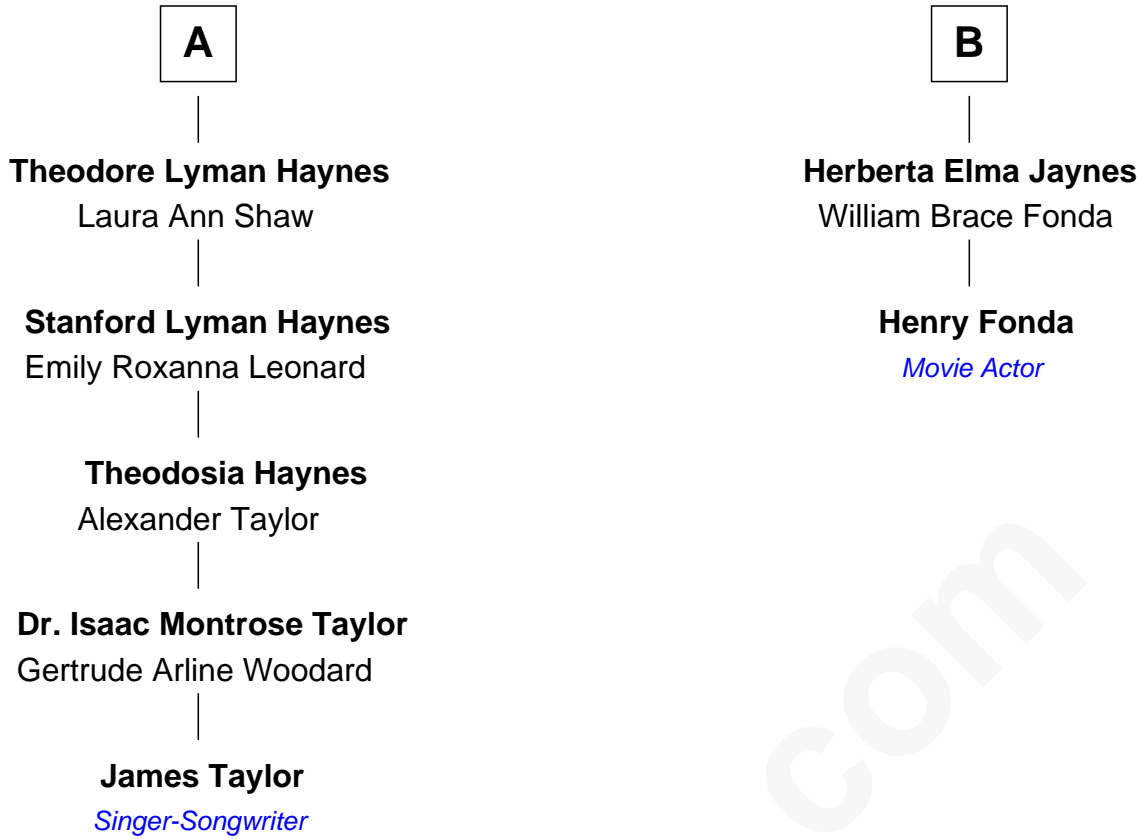 A
Theodore Lyman Haynes
Laura Ann Shaw
Stanford Lyman Haynes
Emily Roxanna Leonard
Theodosia Haynes
Alexander Taylor
Dr. Isaac Montrose Taylor
Gertrude Arline Woodard
James Taylor
Singer-Songwriter
B
Herberta Elma Jaynes
William Brace Fonda
Henry Fonda
Movie Actor
com